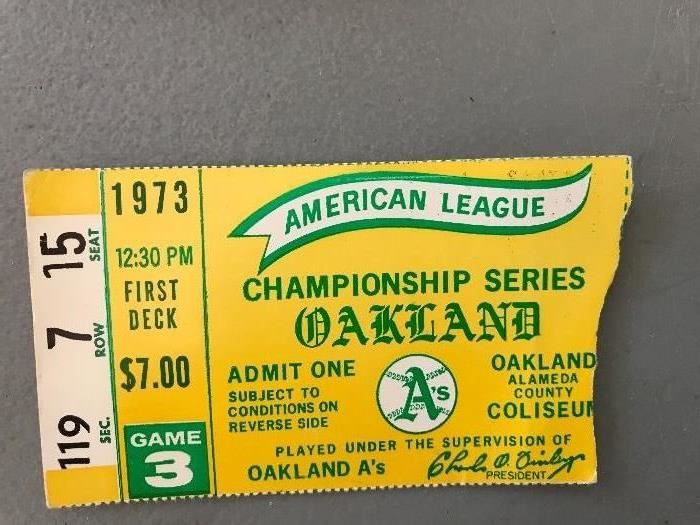 15
SEAT
7
ROW
119
SEC.
1973
12:30 PM
FIRST
DECK
$7.00
GAME
3
AMERICAN LEAGUE
CHAMPIONSHIP SERIES
OAKLAND
ADMIT ONE
SUBJECT TO
CONDITIONS ON
REVERSE SIDE
A's
OAKLAND
ALAMEDA
COUNTY
COLISEUM
PLAYED UNDER THE SUPERVISION OF
OAKLAND A's
Charles O. Finley
PRESIDENT